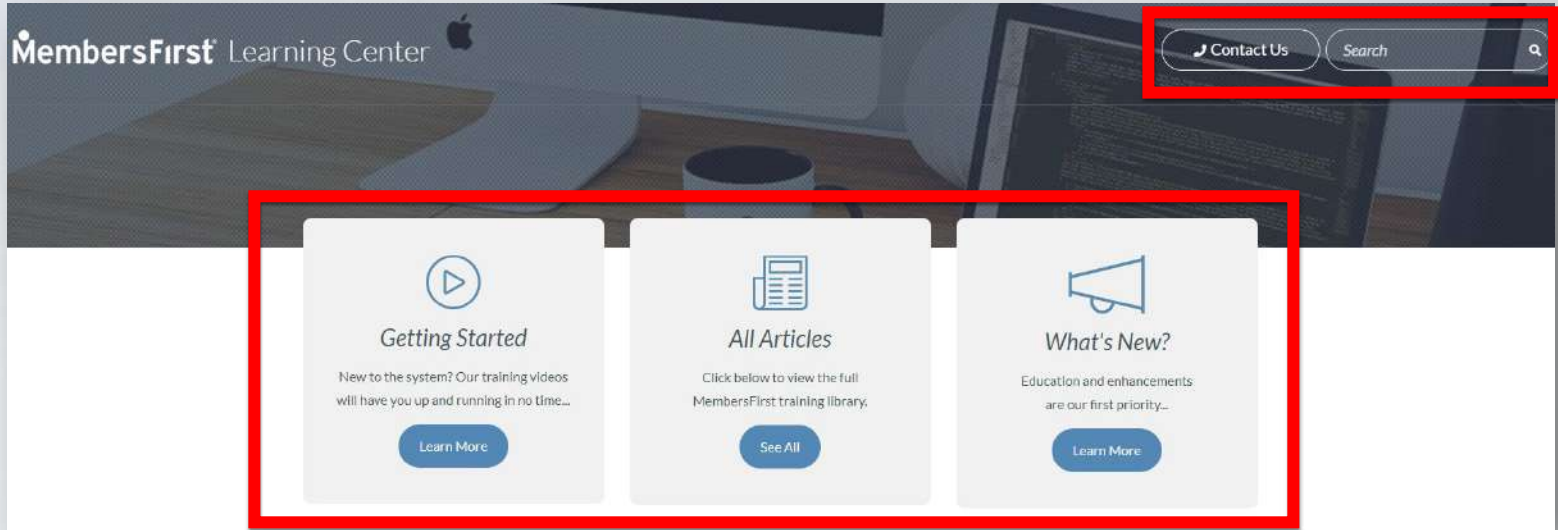 MembersFirst® Learning Center
Contact Us
Search
Getting Started
New to the system? Our training videos
will have you up and running in no time...
Learn More
All Articles
Click below to view the full
MembersFirst training library.
See All
What's New?
Education and enhancements
are our first priority...
Learn More